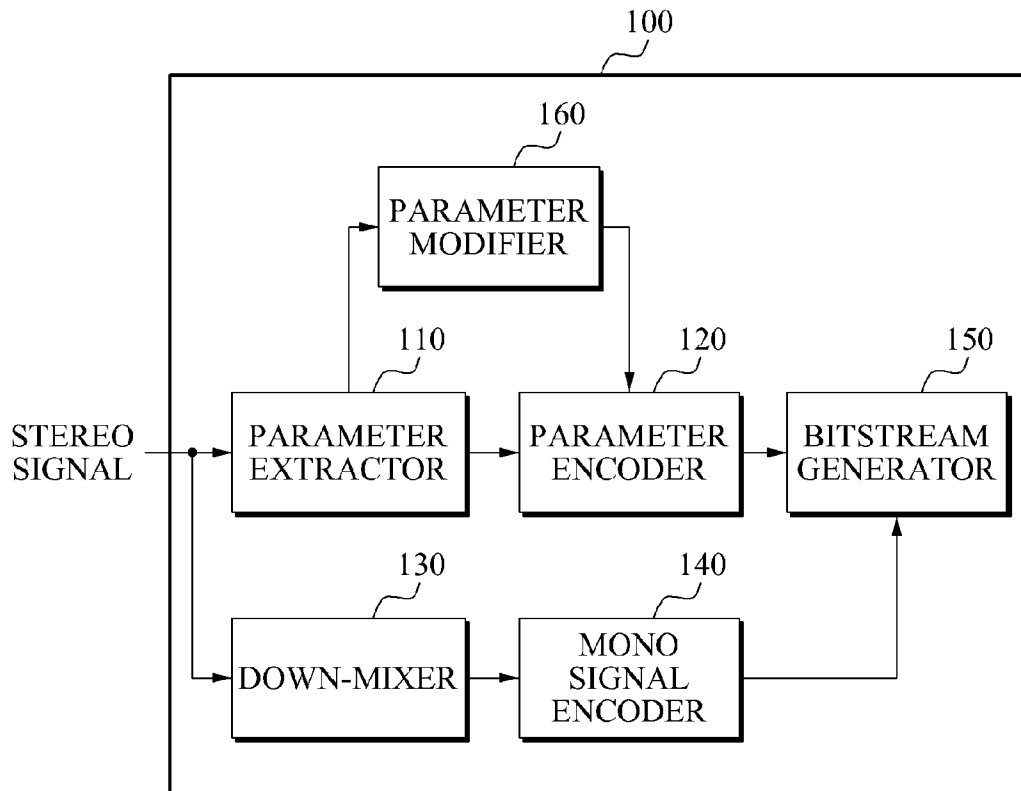 100
160
PARAMETER
MODIFIER
110
120
150
STEREO
SIGNAL
PARAMETER
EXTRACTOR
PARAMETER
ENCODER
BITSTREAM
GENERATOR
130
140
DOWN-MIXER
MONO
SIGNAL
ENCODER